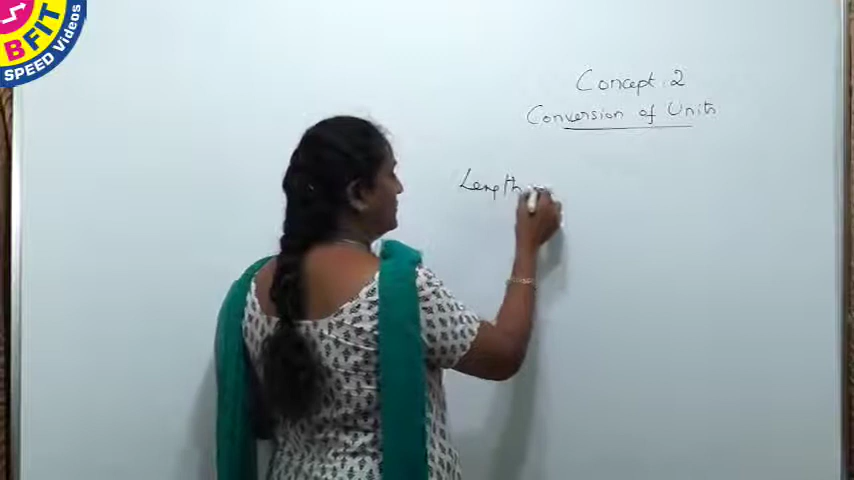 BFIT
SPEED Videos
Concept 2
Conversion of Units
Length